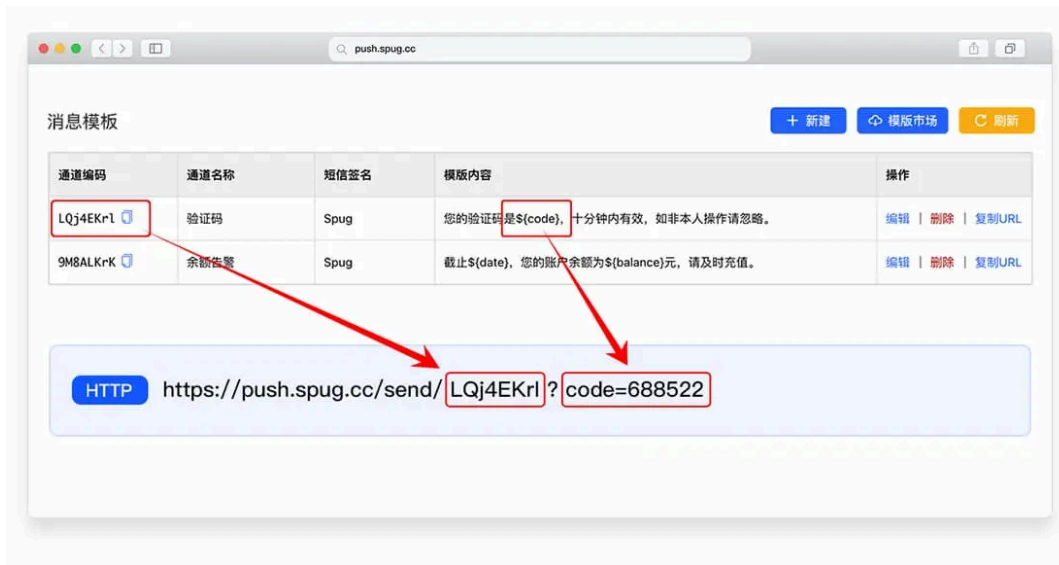 push.spug.cc
消息模板
新建 模版市场 刷新
通道编码 通道名称 短信签名 模版内容 操作
LQj4EKrl 验证码 Spug 您的验证码是${code}，十分钟内有效，如非本人操作请忽略。 编辑 | 删除 | 复制URL
9M8ALKrK 余额告警 Spug 截止${date}，您的账户余额为${balance}元，请及时充值。 编辑 | 删除 | 复制URL
HTTP https://push.spug.cc/send/LQj4EKrl?code=688522